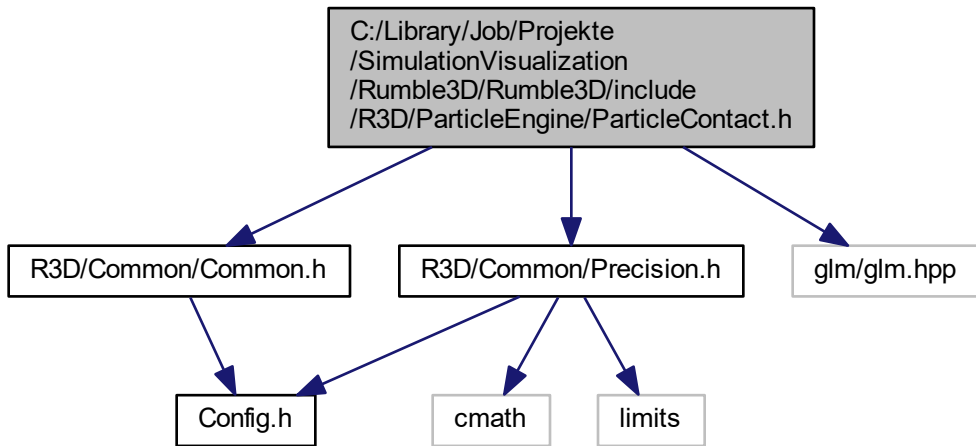 C:/Library/Job/Projekte
/SimulationVisualization
/Rumble3D/Rumble3D/include
/R3D/ParticleEngine/ParticleContact.h
R3D/Common/Common.h
R3D/Common/Precision.h
glm/glm.hpp
Config.h
cmath
limits